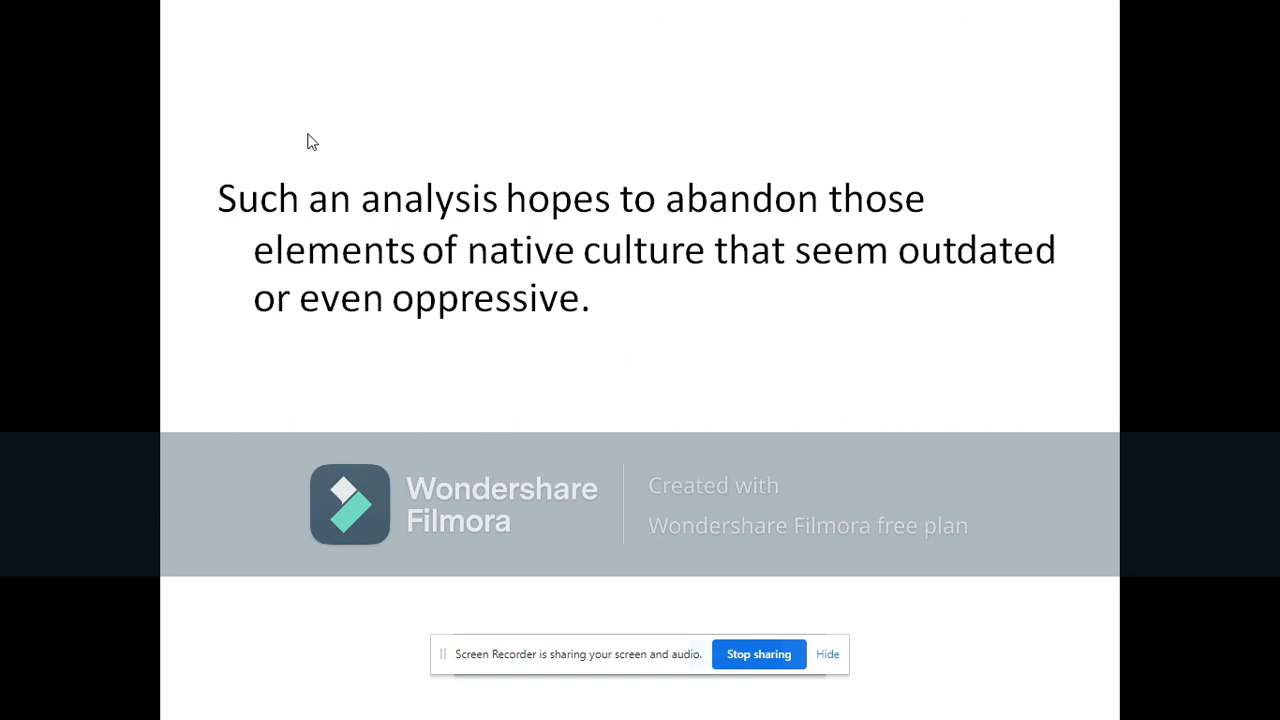 Such an analysis hopes to abandon those
elements of native culture that seem outdated
or even oppressive.
Wondershare
Filmora
Created with
Wondershare Filmora free plan
Screen Recorder is sharing your screen and audio.
Stop sharing
Hide